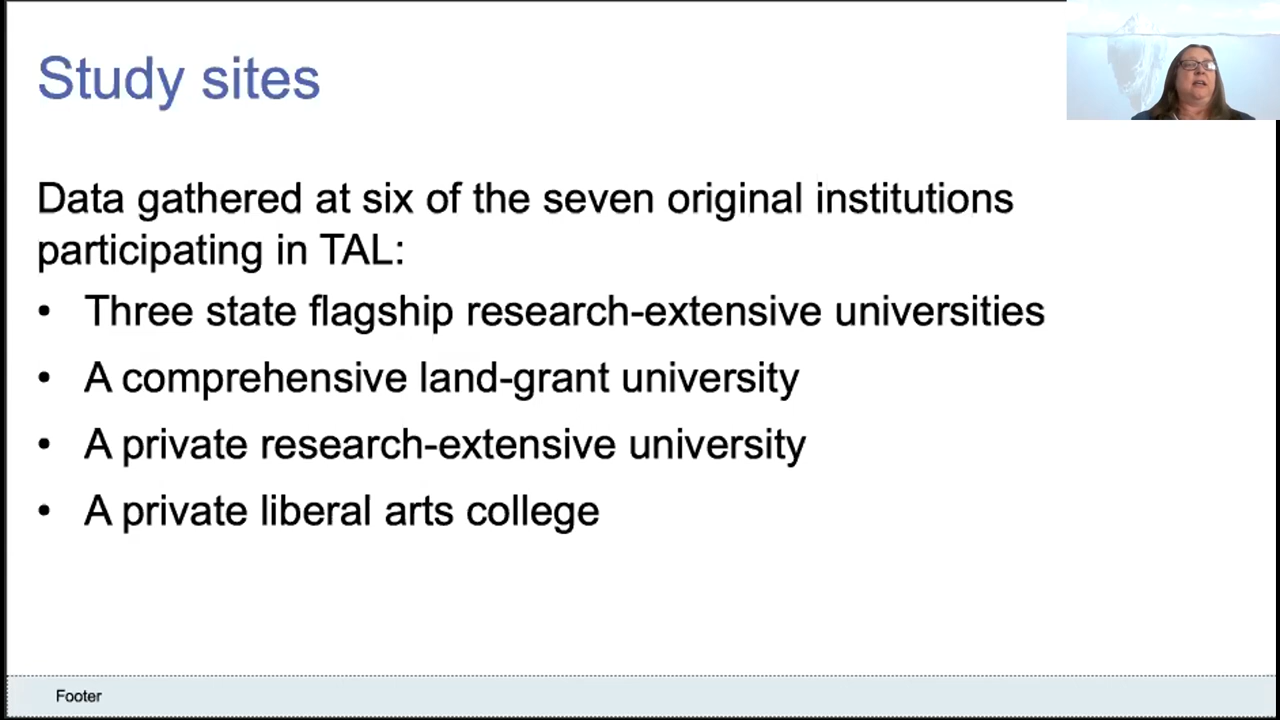 Study sites
Data gathered at six of the seven original institutions
participating in TAL:
• Three state flagship research-extensive universities
• A comprehensive land-grant university
• A private research-extensive university
• A private liberal arts college
Footer